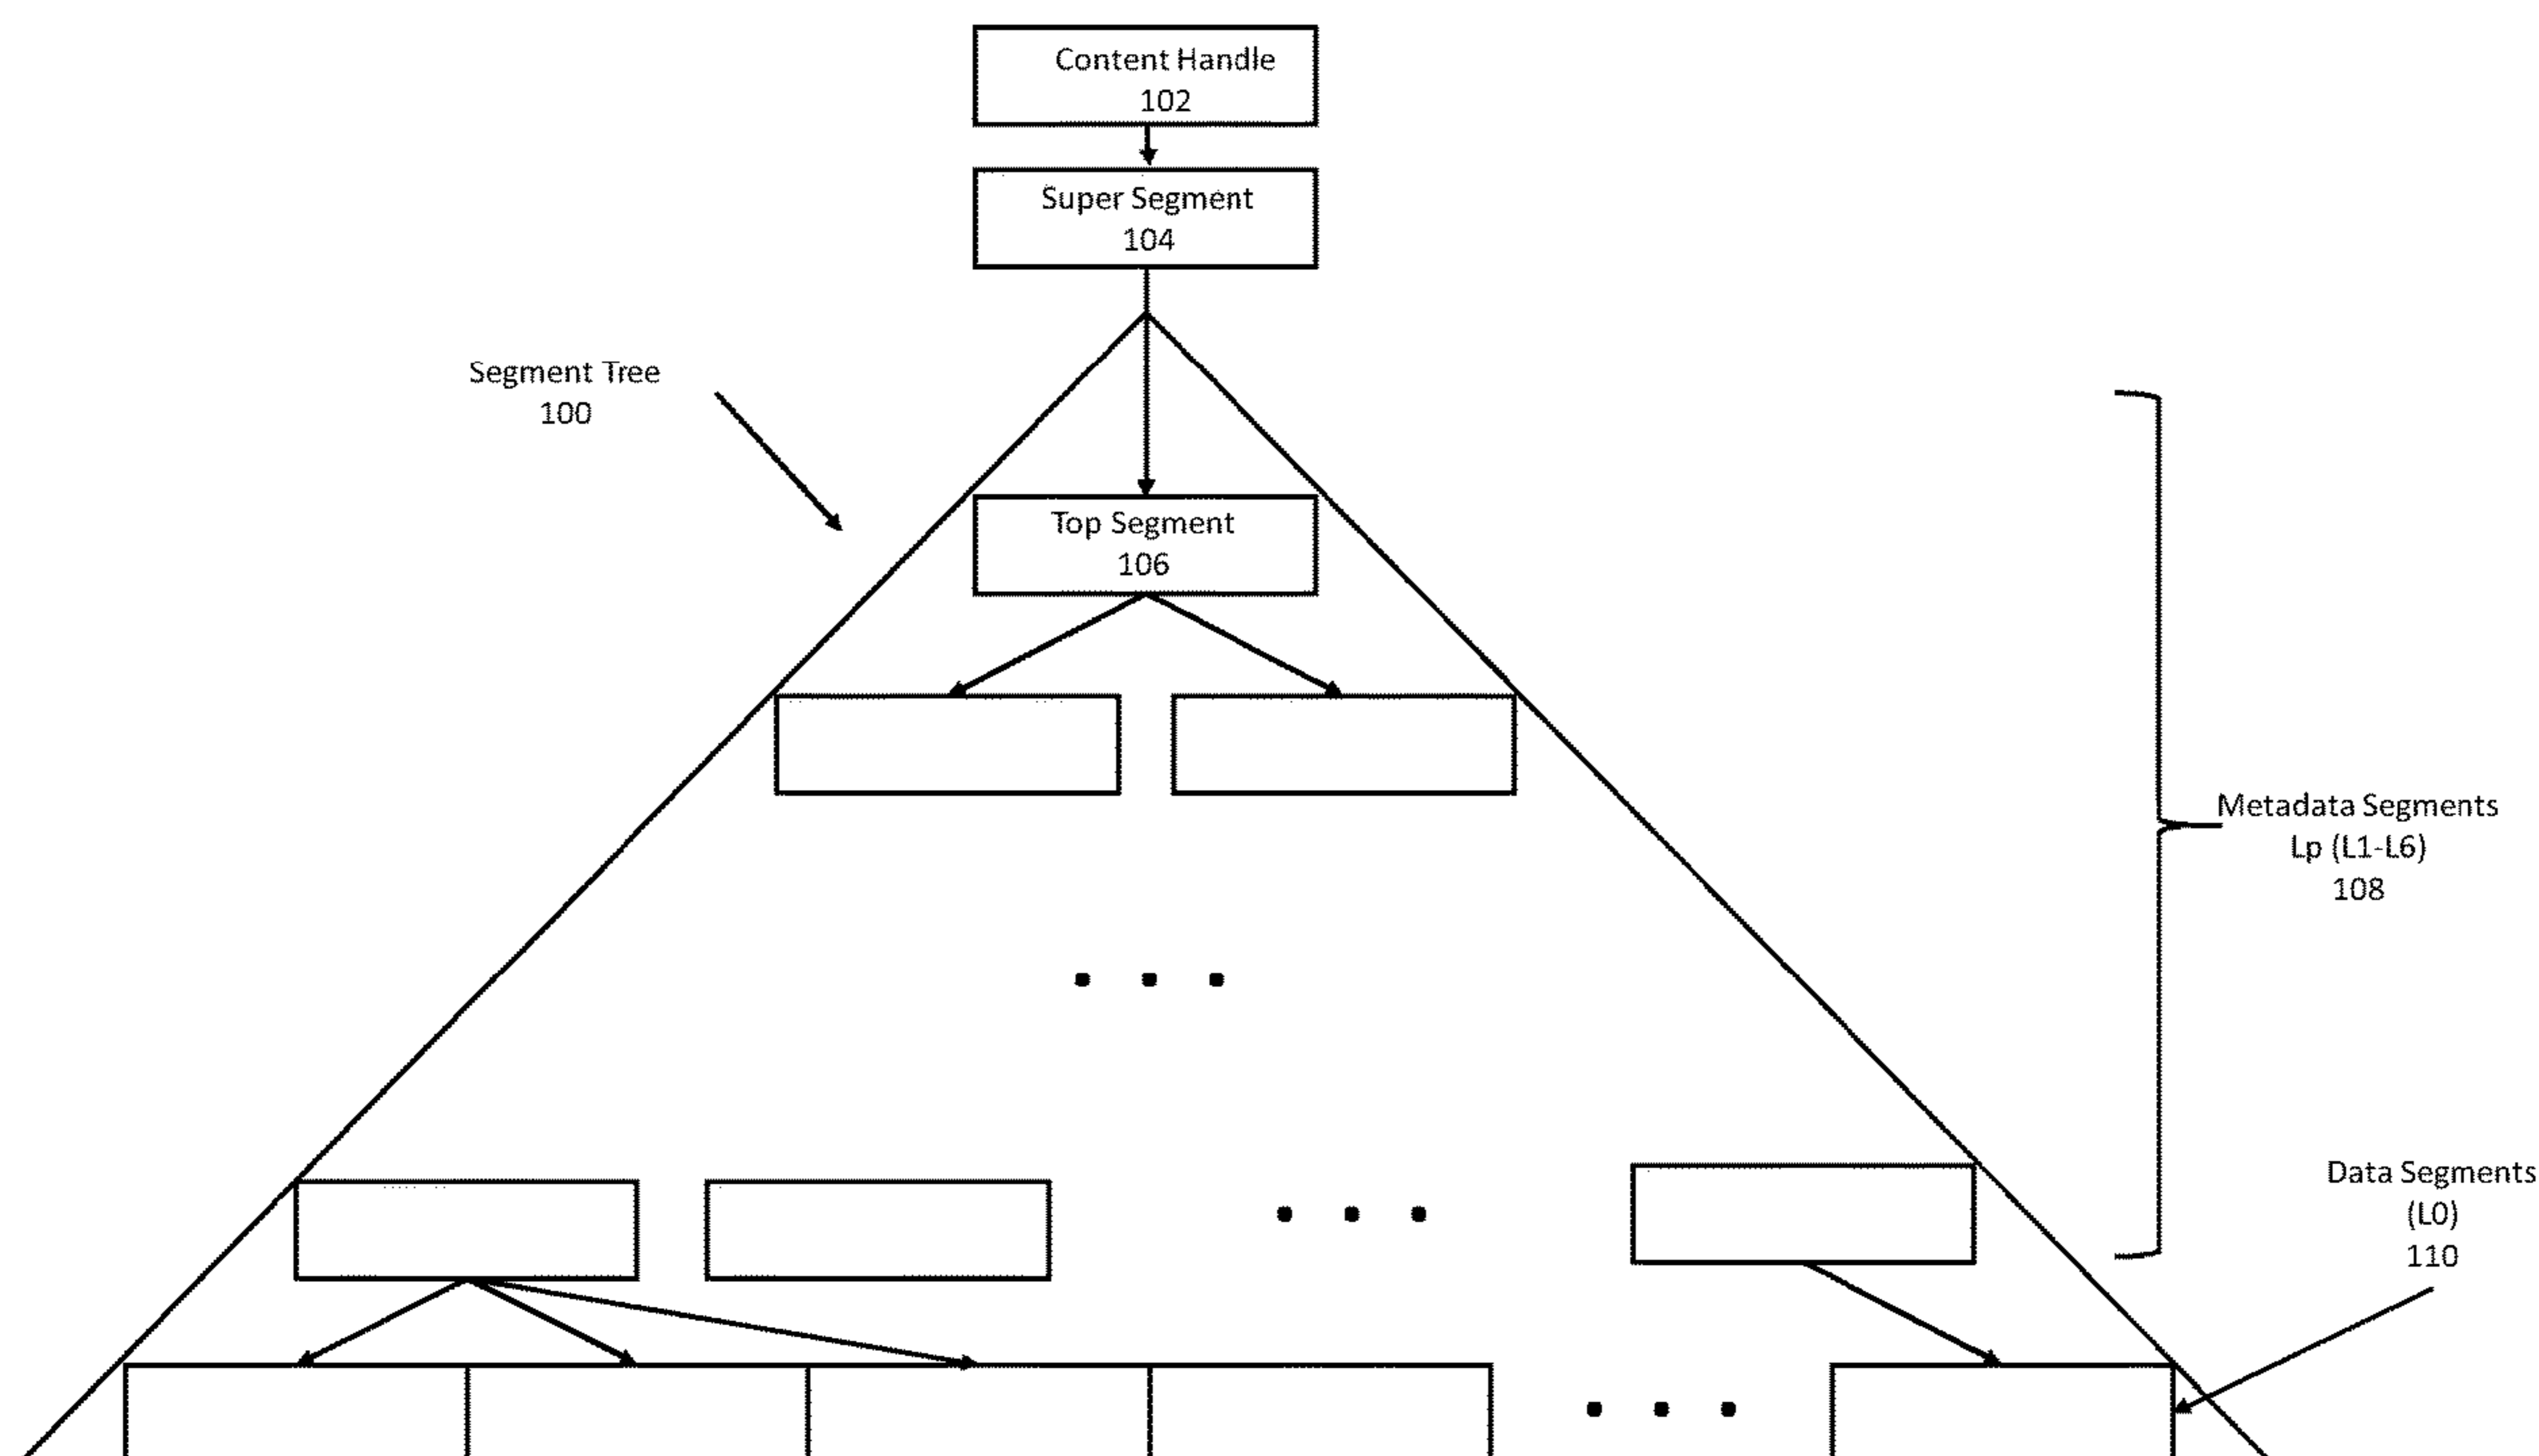 Content Handle
102
Super Segment
104
Segment Tree
100
Top Segment
106
Metadata Segments
Lp (L1-L6)
108
Data Segments
(L0)
110